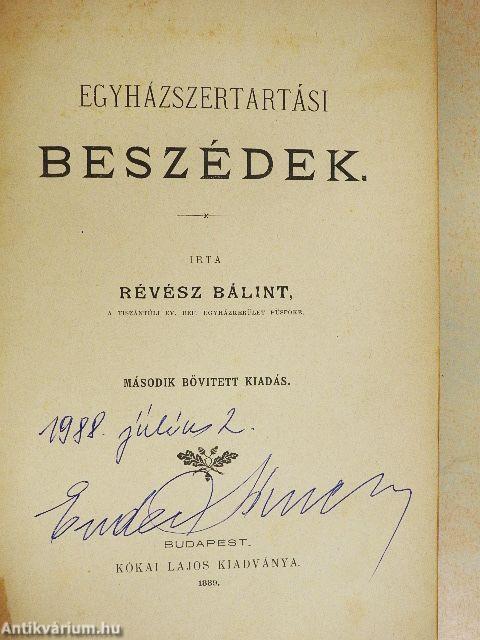 EGYHÁZSZERTARTÁSI
BESZÉDEK.
IRTA
RÉVÉSZ BÁLINT,
A TISZÁNTÚLI EV. REF. EGYHÁZKERÜLET PÜSPÖKE.
MÁSODIK BŐVITETT KIADÁS.
1988. július 2.
BUDAPEST.
KÓKAI LAJOS KIADVÁNYA.
1889.
Antikvárium.hu